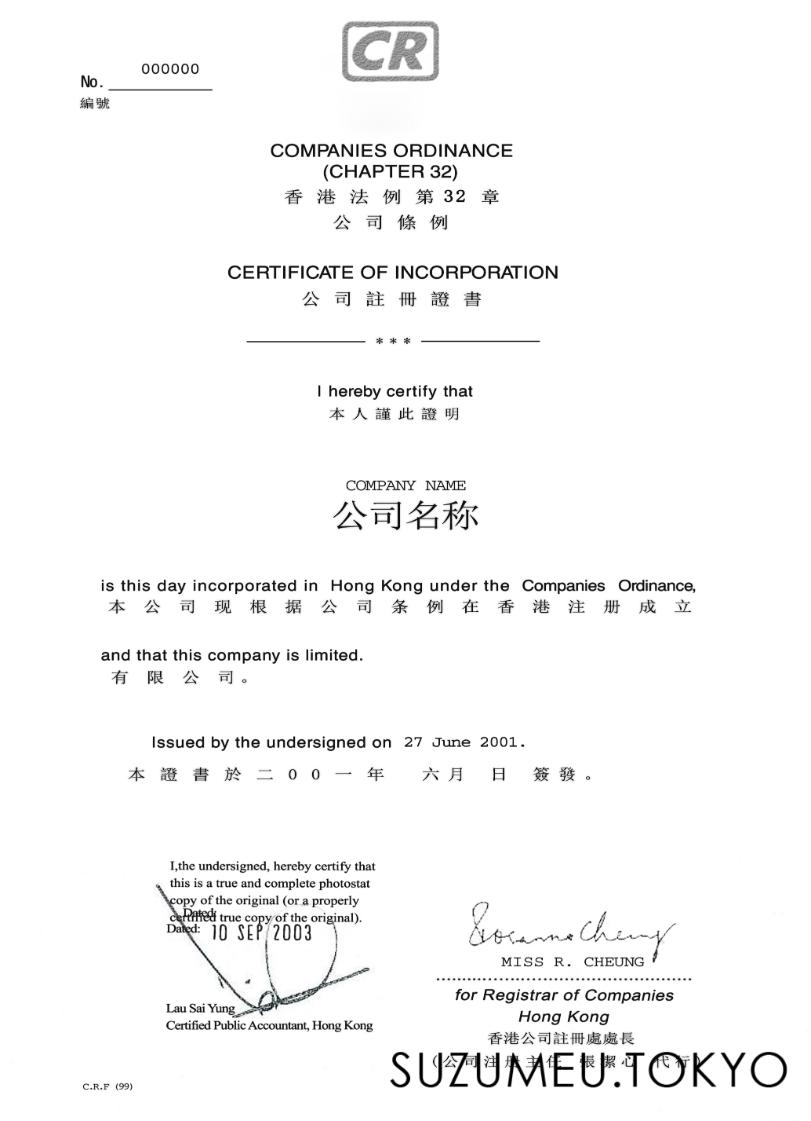 CR
000000
No.
編號
COMPANIES ORDINANCE
(CHAPTER 32)
香港法例第32章
公司條例
CERTIFICATE OF INCORPORATION
公司註冊證書
***
I hereby certify that
本人謹此證明
COMPANY NAME
公司名称
is this day incorporated in Hong Kong under the Companies Ordinance,
本公司现根据公司条例在香港注册成立
and that this company is limited.
有限公司。
Issued by the undersigned on 27 June 2001.
本證書於二00一年 六月 日 簽發。
I,the undersigned, hereby certify that
this is a true and complete photostat
copy of the original (or a properly
certified true copy of the original).
Dated:
Dated: 10 SEP 2003
Lau Sai Yung
Certified Public Accountant, Hong Kong
Rosanna Cheung
MISS R. CHEUNG
for Registrar of Companies
Hong Kong
香港公司註冊處處長
(公司注册主任 張潔心 代行)
SUZUMEU.TOKYO
C.R.F (99)